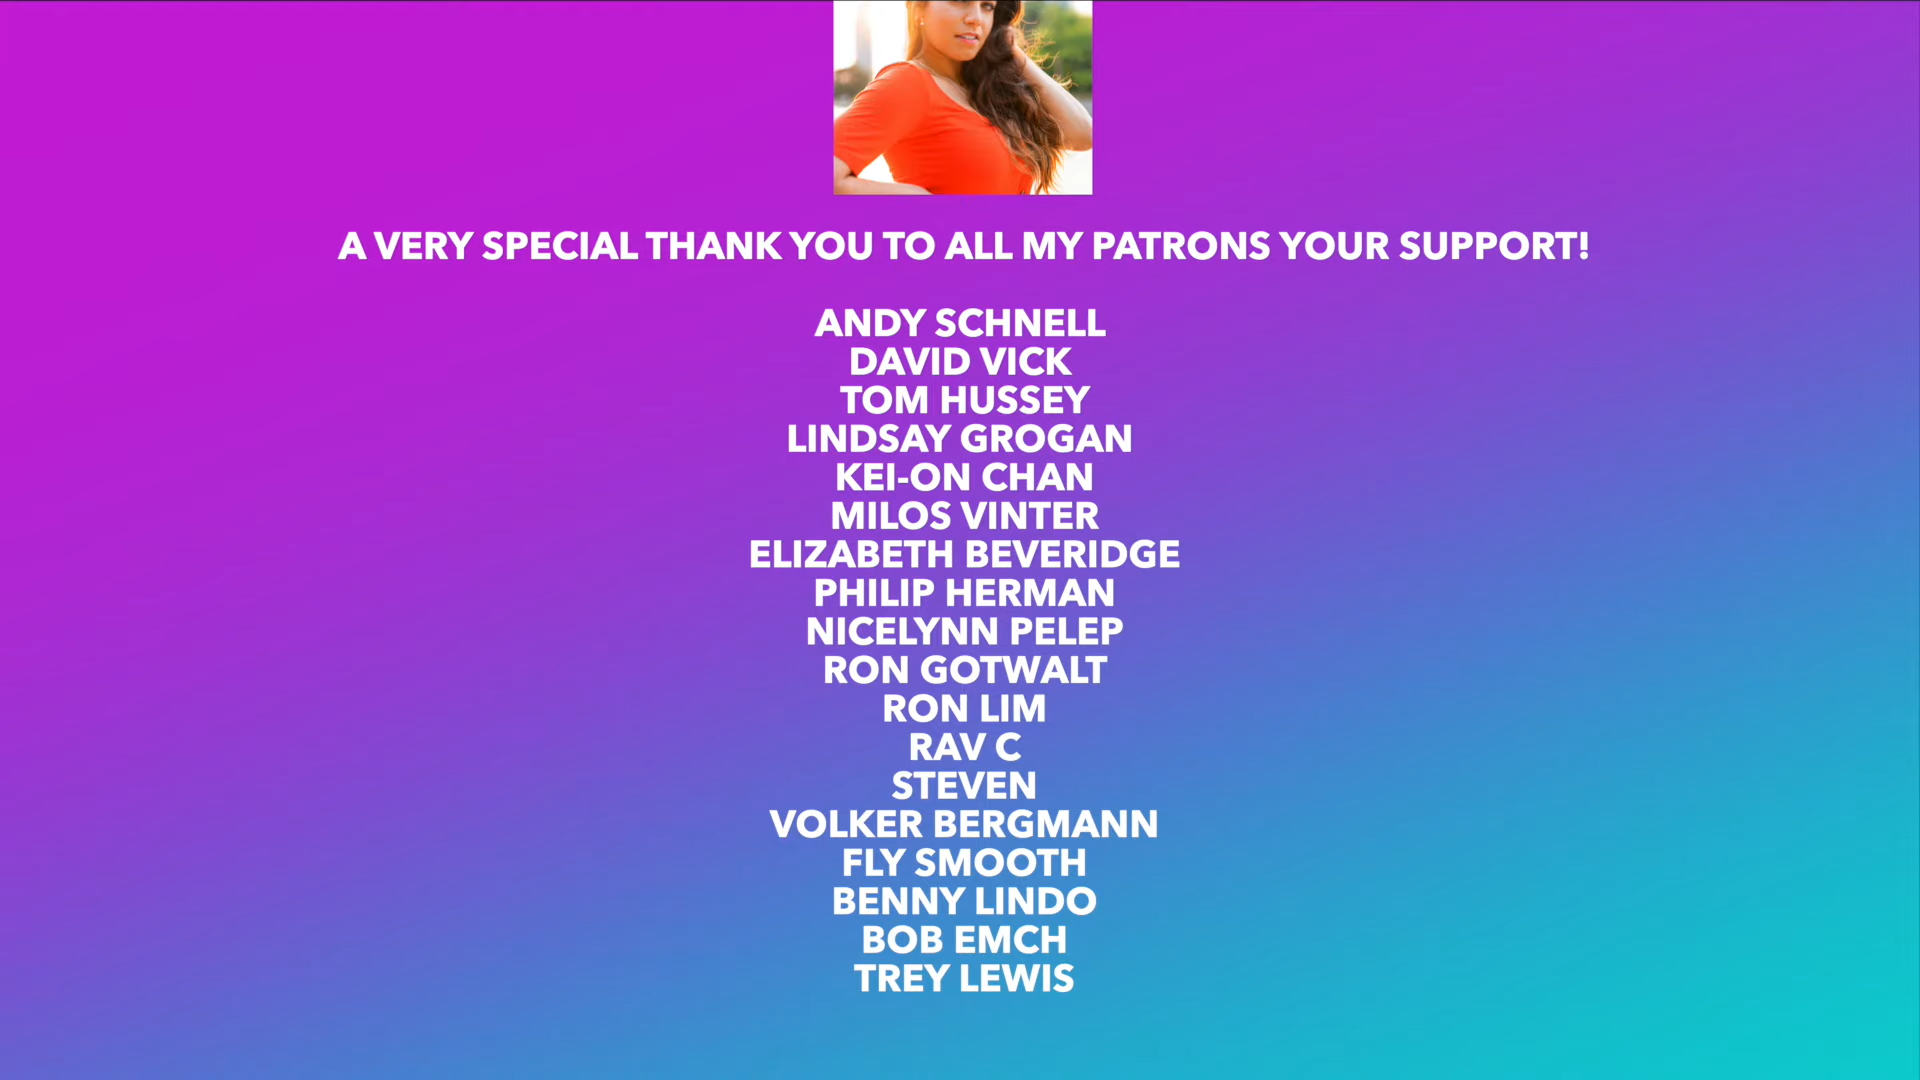 A VERY SPECIAL THANK YOU TO ALL MY PATRONS YOUR SUPPORT!
ANDY SCHNELL
DAVID VICK
TOM HUSSEY
LINDSAY GROGAN
KEI-ON CHAN
MILOS VINTER
ELIZABETH BEVERIDGE
PHILIP HERMAN
NICELYNN PELEP
RON GOTWALT
RON LIM
RAV C
STEVEN
VOLKER BERGMANN
FLY SMOOTH
BENNY LINDO
BOB EMCH
TREY LEWIS